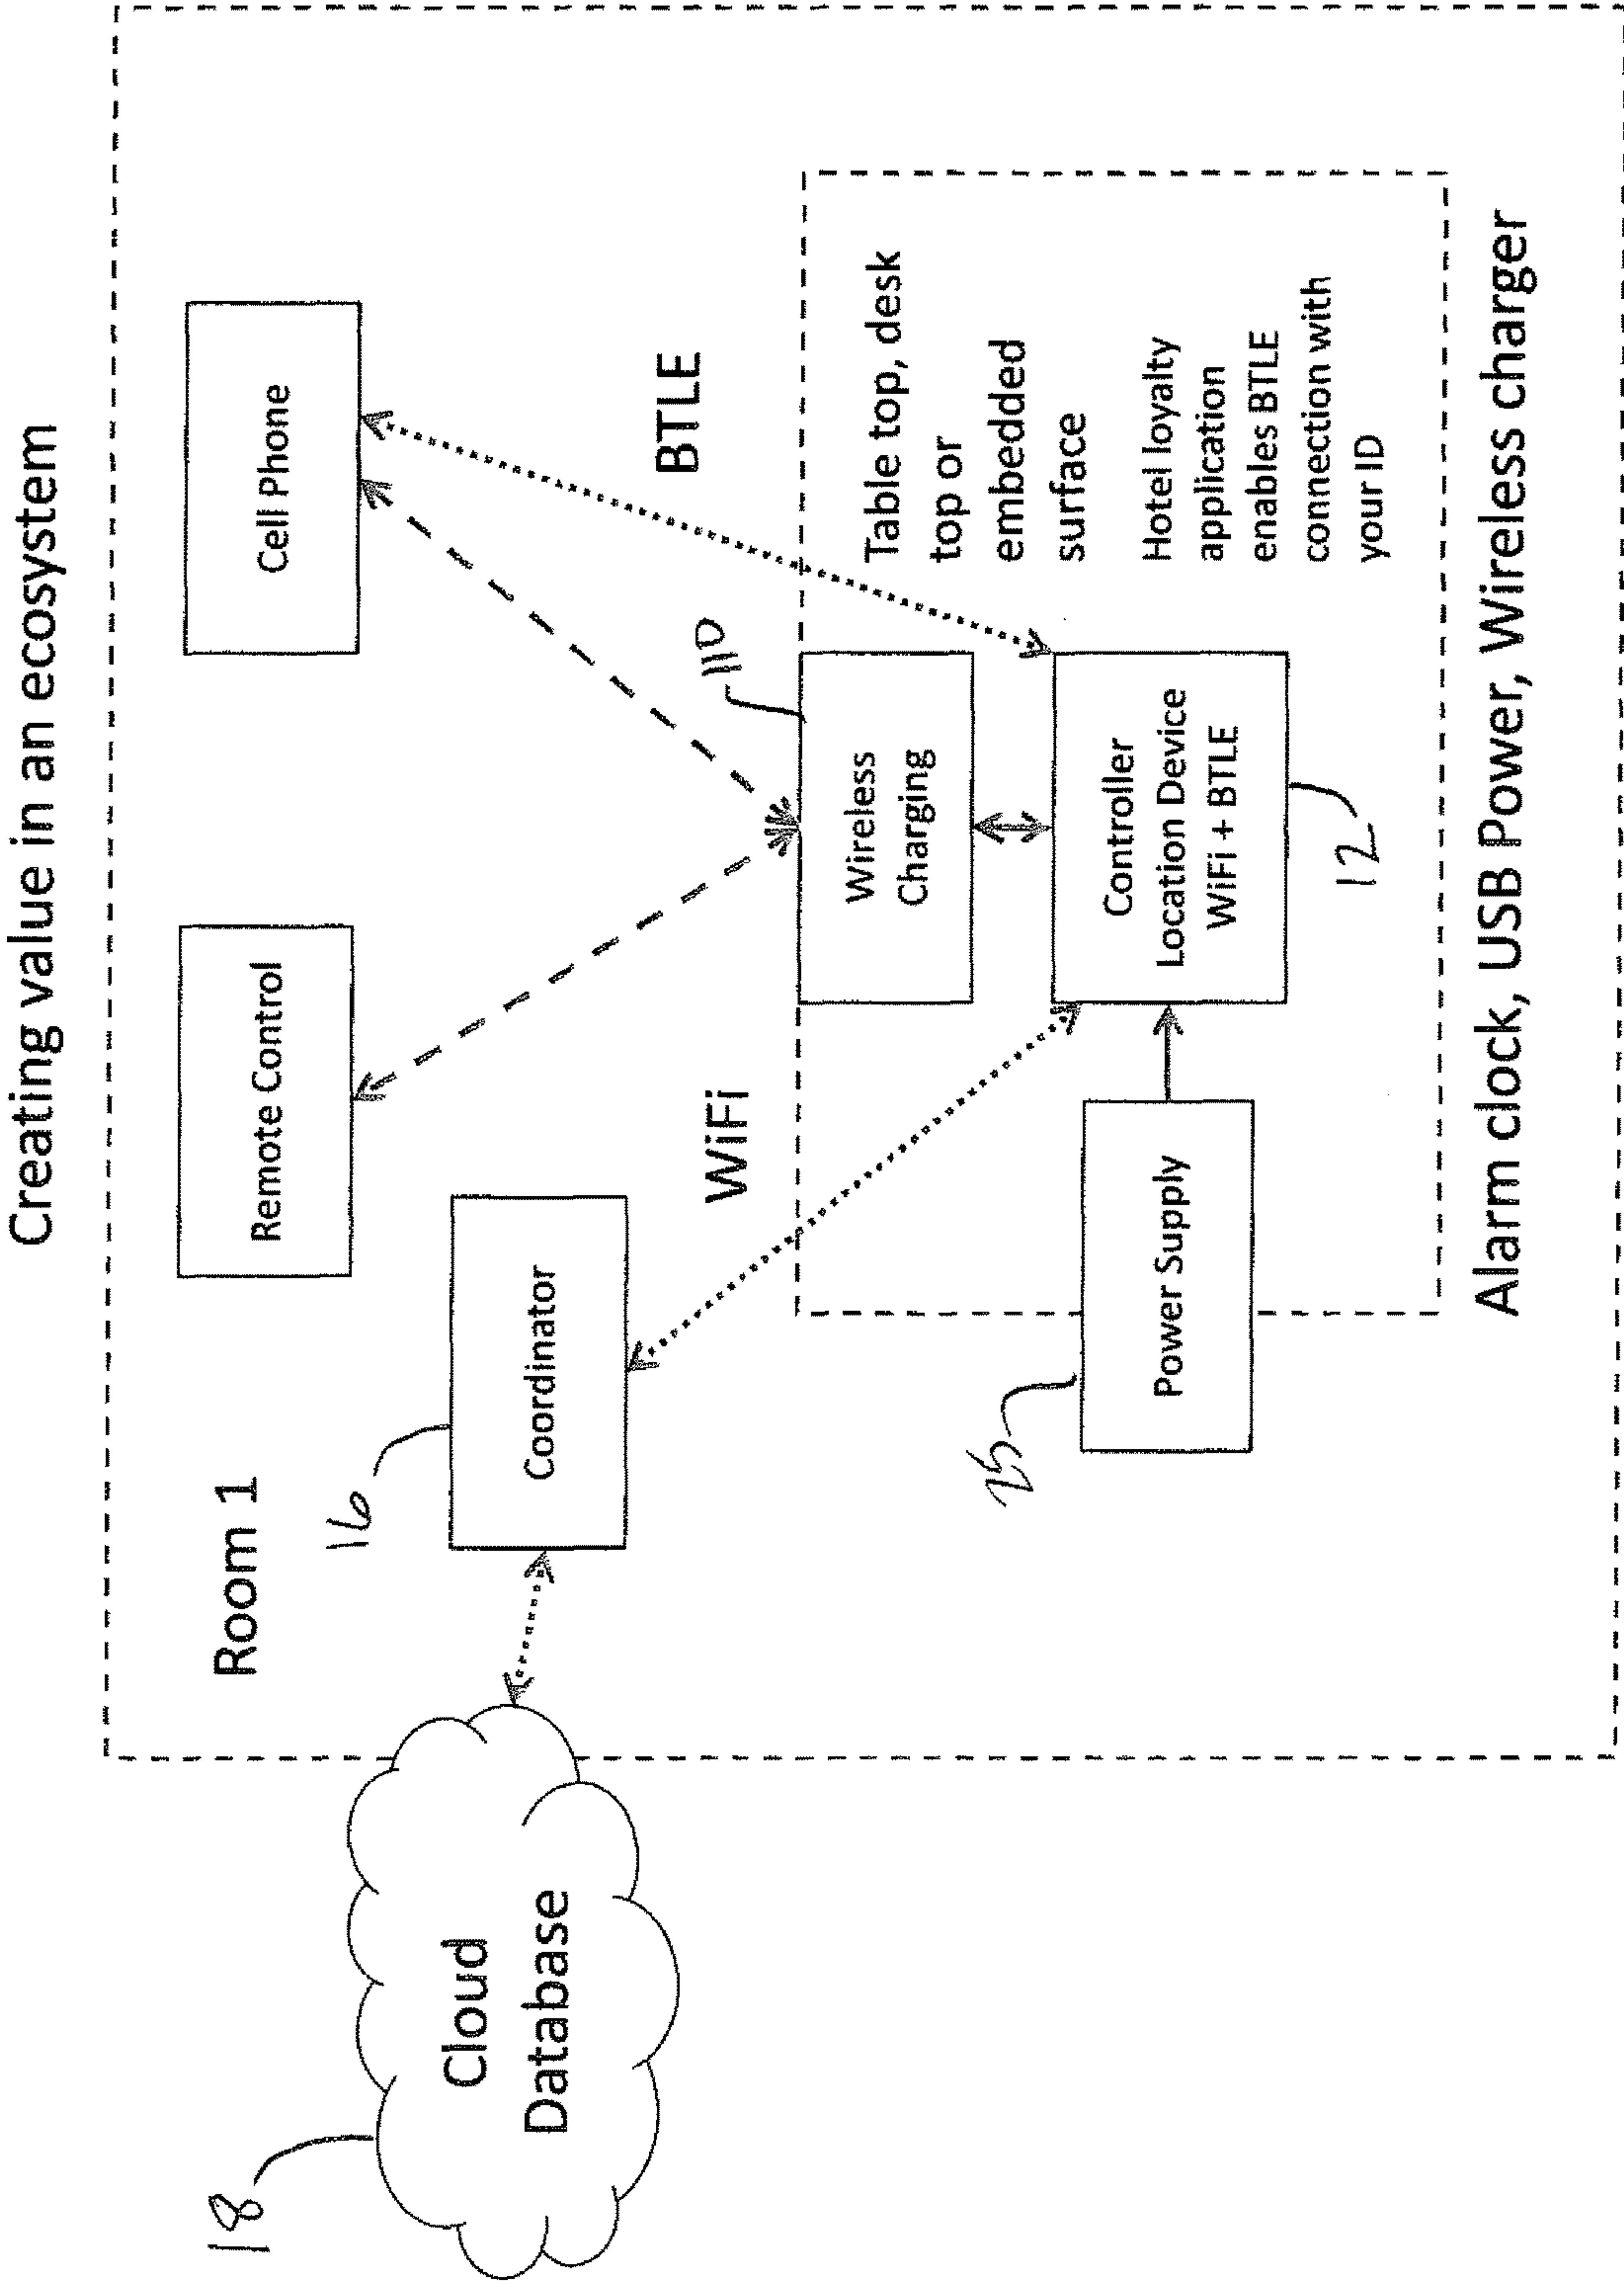 Creating value in an ecosystem
Room 1
18
Cloud
Database
16
Coordinator
Remote Control
Cell Phone
WiFi
BTLE
110
Wireless
Charging
Controller
Location Device
WiFi + BTLE
12
Power Supply
Table top, desk
top or
embedded
surface
Hotel loyalty
application
enables BTLE
connection with
your ID
Alarm clock, USB Power, Wireless charger